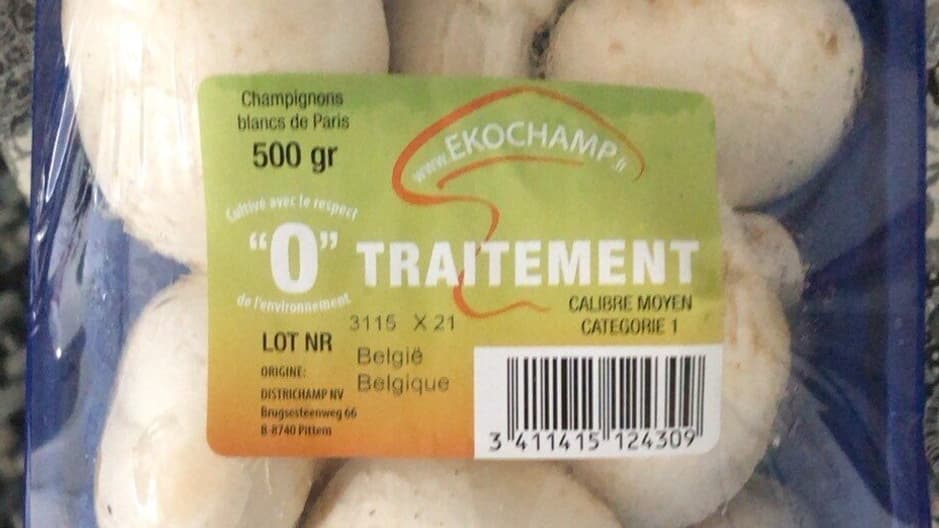 Champignons
blancs de Paris
500 gr
www.EKOCHAMP.fr
Cultivé avec le respect
"0" TRAITEMENT
de l'environnement
CALIBRE MOYEN
CATEGORIE 1
LOT NR 3115 X 21
ORIGINE: België
Belgique
DISTRICHAMP NV
Brugsesteenweg 66
B-8740 Pittem
3 411415 124309